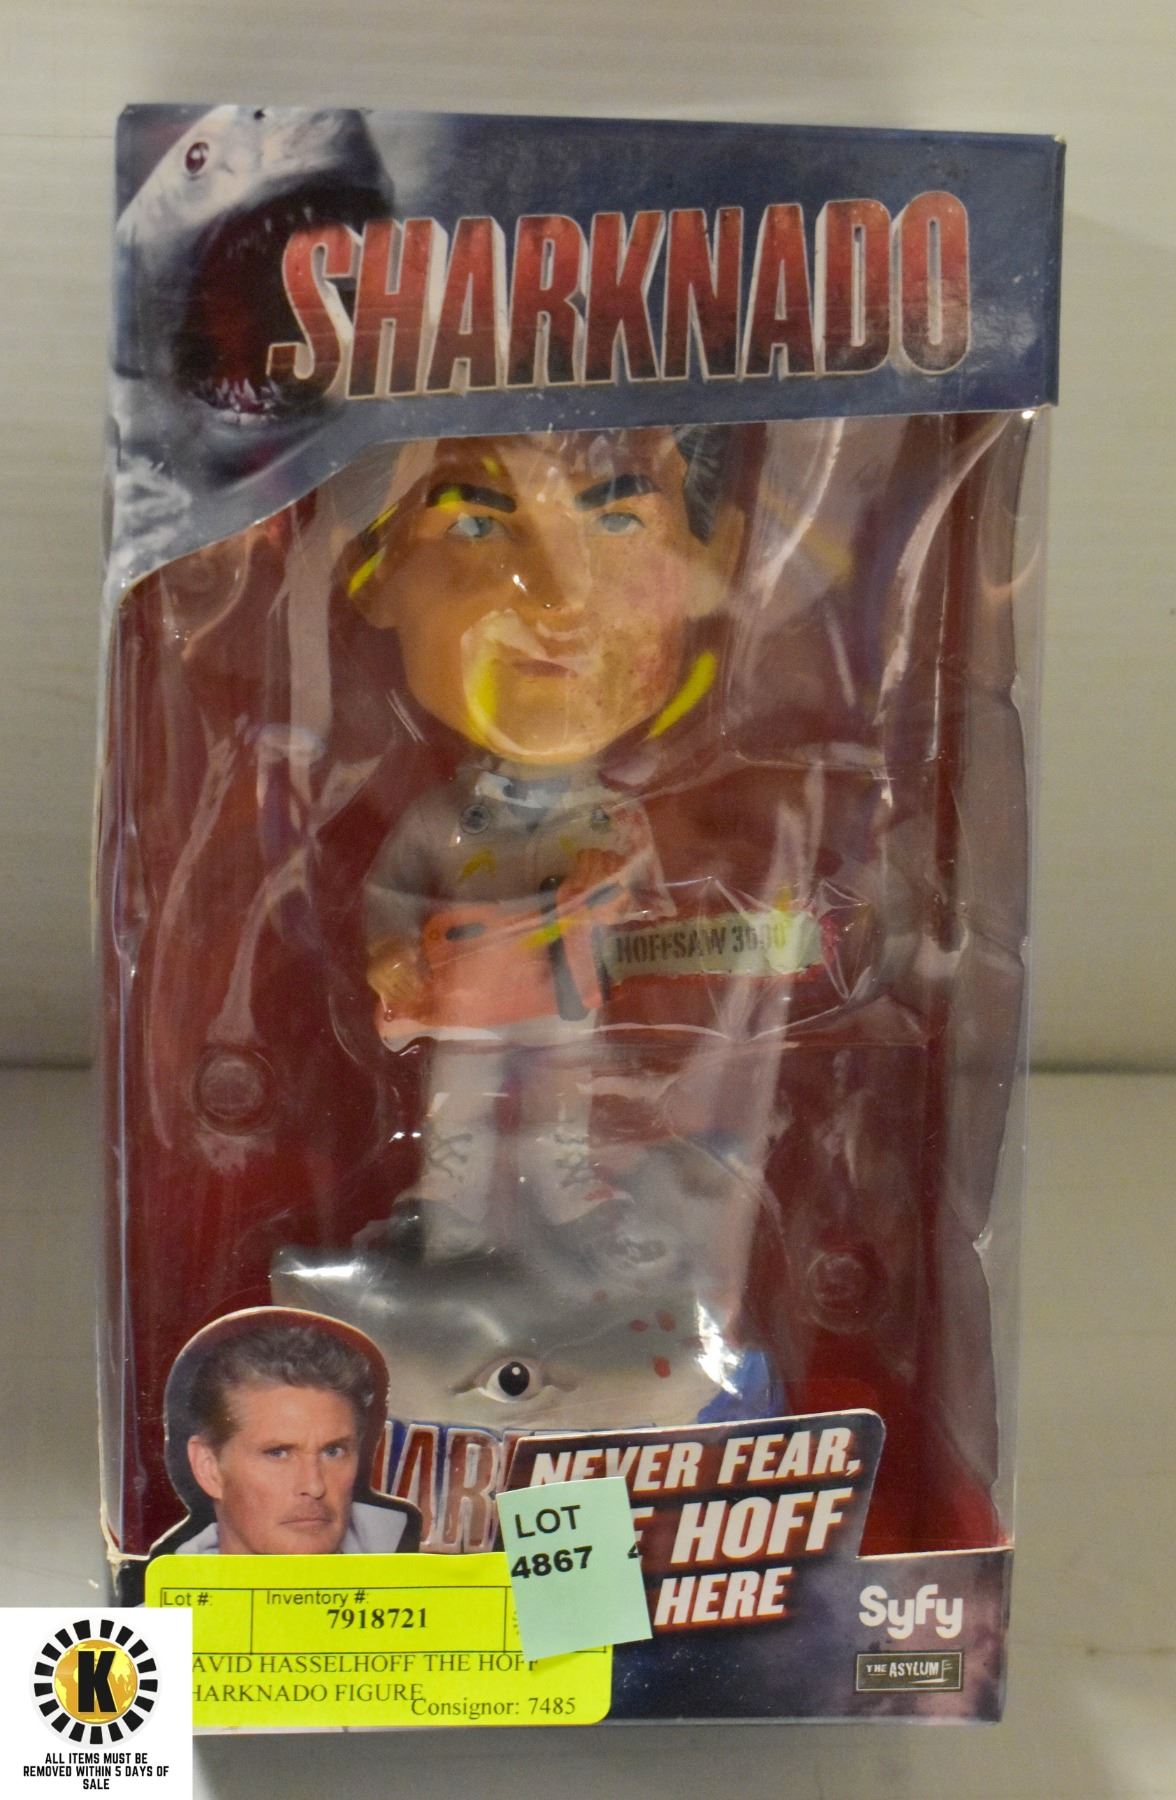 SHARKNADO
HOFFSAW 3000
NEVER FEAR,
HOFF
HERE
LOT
4867
Lot #:
Inventory #:
7918721
AVID HASSELHOFF THE HOFF
HARKNADO FIGURE
Consignor: 7485
Syfy
THE ASYLUM
K
ALL ITEMS MUST BE
REMOVED WITHIN 5 DAYS OF
SALE